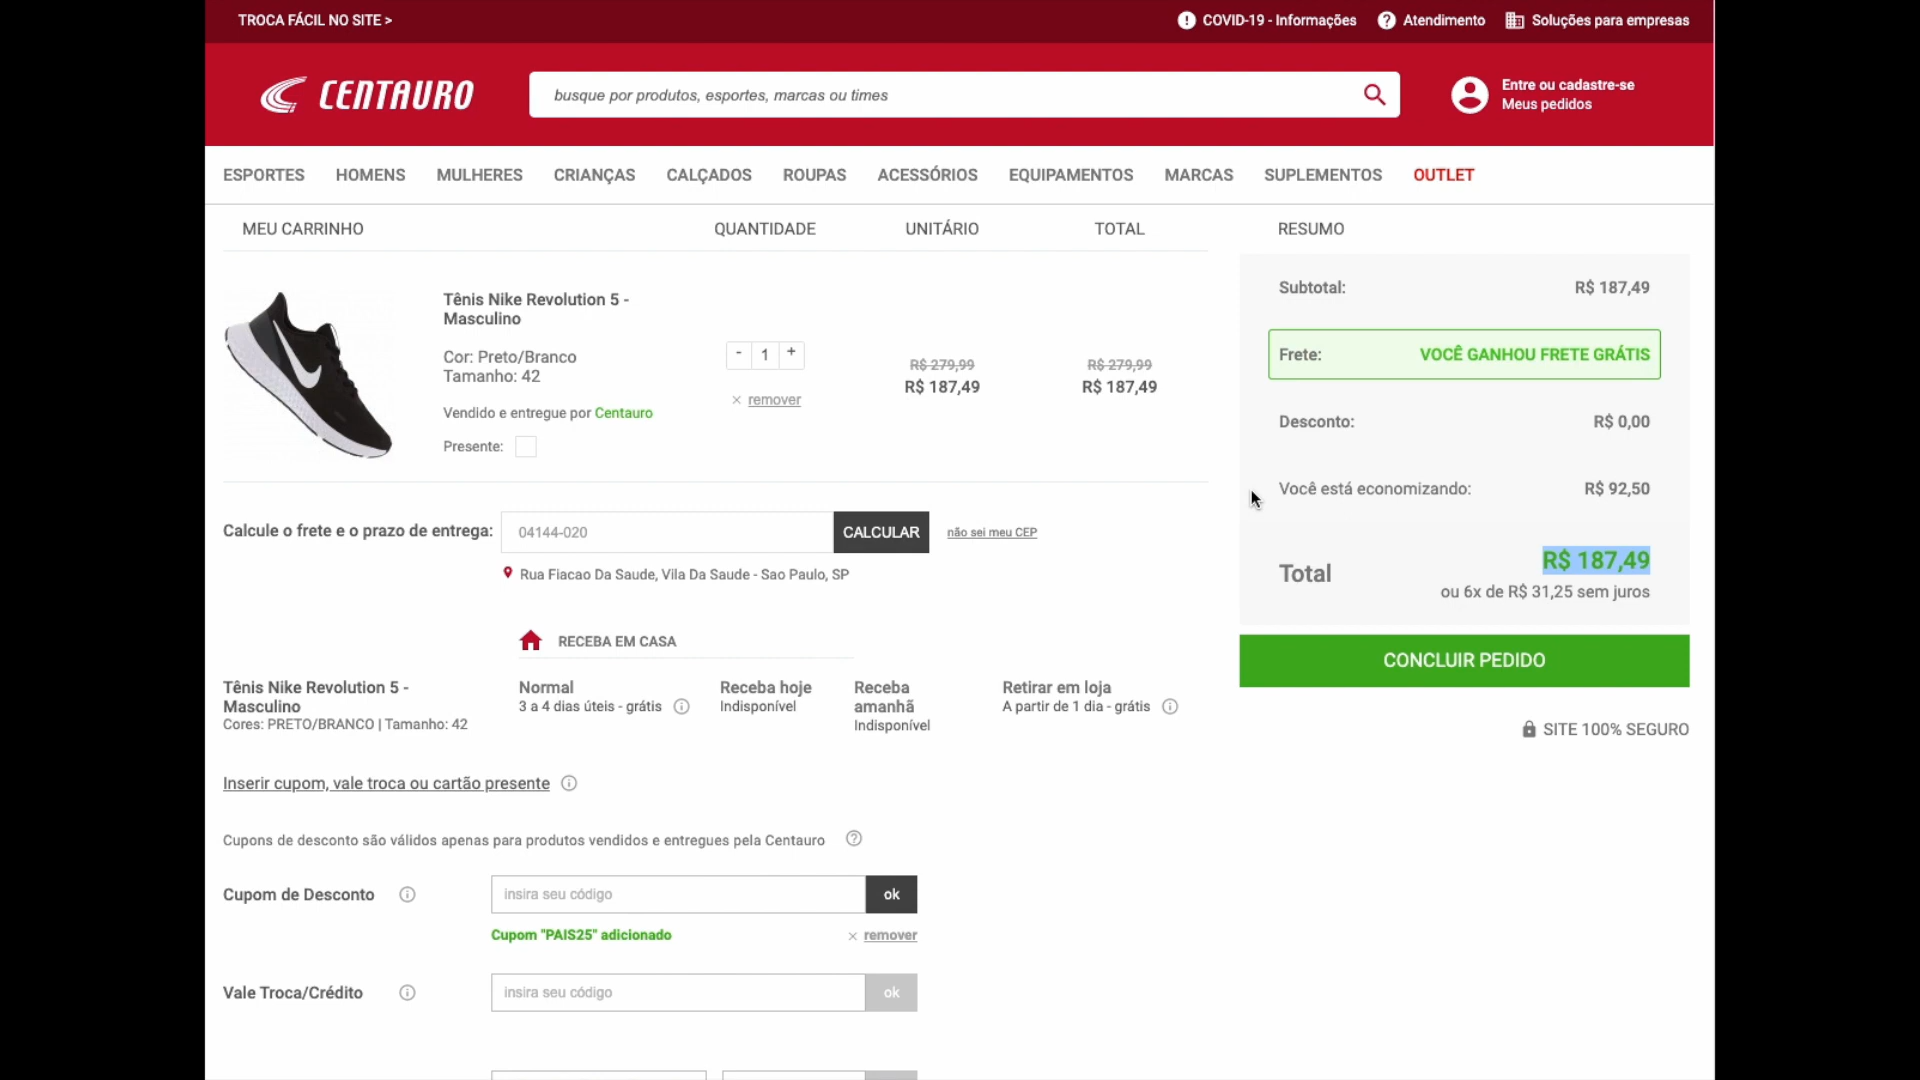 TROCA FÁCIL NO SITE >
COVID-19 - Informações
Atendimento
Soluções para empresas
CENTAURO
busque por produtos, esportes, marcas ou times
Entre ou cadastre-se
Meus pedidos
ESPORTES HOMENS MULHERES CRIANÇAS CALÇADOS ROUPAS ACESSÓRIOS EQUIPAMENTOS MARCAS SUPLEMENTOS OUTLET
MEU CARRINHO QUANTIDADE UNITÁRIO TOTAL
Tênis Nike Revolution 5 -
Masculino
Cor: Preto/Branco
Tamanho: 42
Vendido e entregue por Centauro
Presente:
- 1 +
× remover
R$ 279,99
R$ 187,49
R$ 279,99
R$ 187,49
RESUMO
Subtotal: R$ 187,49
Frete: VOCÊ GANHOU FRETE GRÁTIS
Desconto: R$ 0,00
Você está economizando: R$ 92,50
Total R$ 187,49
ou 6x de R$ 31,25 sem juros
CONCLUIR PEDIDO
SITE 100% SEGURO
Calcule o frete e o prazo de entrega: 04144-020 CALCULAR não sei meu CEP
Rua Fiacao Da Saude, Vila Da Saude - Sao Paulo, SP
RECEBA EM CASA
Tênis Nike Revolution 5 -
Masculino
Cores: PRETO/BRANCO | Tamanho: 42
Normal
3 a 4 dias úteis - grátis
Receba hoje
Indisponível
Receba
amanhã
Indisponível
Retirar em loja
A partir de 1 dia - grátis
Inserir cupom, vale troca ou cartão presente
Cupons de desconto são válidos apenas para produtos vendidos e entregues pela Centauro
Cupom de Desconto insira seu código ok
Cupom "PAIS25" adicionado × remover
Vale Troca/Crédito insira seu código ok